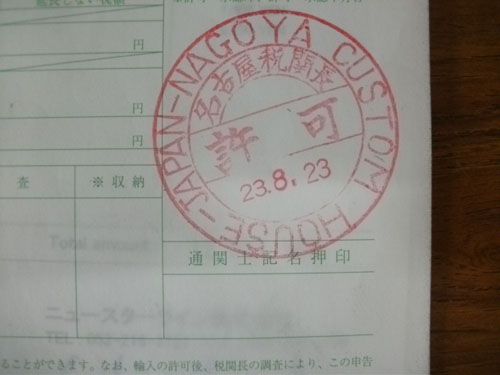 円
円
円
JAPAN-NAGOYA CUSTOM HOUSE-
名古屋税関長
許可
23.8.23
査
※収納
Total amount
通関士記名押印
ニュースター
TEL
ることができます。なお、輸入の許可後、税関長の調査により、この申告